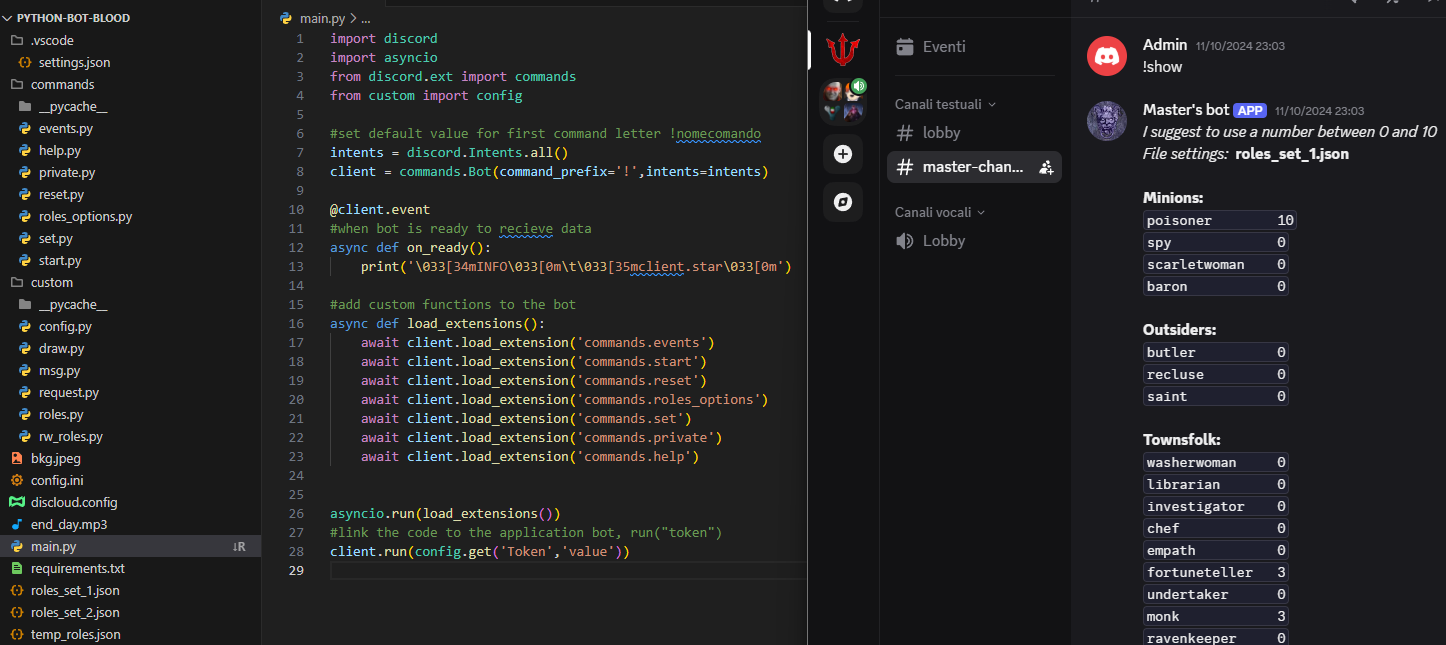 PYTHON-BOT-BLOOD
.vscode
settings.json
commands
__pycache__
events.py
help.py
private.py
reset.py
roles_options.py
set.py
start.py
custom
__pycache__
config.py
draw.py
msg.py
request.py
roles.py
rw_roles.py
bkg.jpeg
config.ini
discloud.config
end_day.mp3
main.py ↓R
requirements.txt
roles_set_1.json
roles_set_2.json
temp_roles.json
main.py > ...
1 import discord
2 import asyncio
3 from discord.ext import commands
4 from custom import config
5
6 #set default value for first command letter !nomecomando
7 intents = discord.Intents.all()
8 client = commands.Bot(command_prefix='!',intents=intents)
9
10 @client.event
11 #when bot is ready to recieve data
12 async def on_ready():
13 print('\033[34mINFO\033[0m\t\033[35mclient.star\033[0m')
14
15 #add custom functions to the bot
16 async def load_extensions():
17 await client.load_extension('commands.events')
18 await client.load_extension('commands.start')
19 await client.load_extension('commands.reset')
20 await client.load_extension('commands.roles_options')
21 await client.load_extension('commands.set')
22 await client.load_extension('commands.private')
23 await client.load_extension('commands.help')
24
25
26 asyncio.run(load_extensions())
27 #link the code to the application bot, run("token")
28 client.run(config.get('Token','value'))
29
Eventi
Canali testuali
lobby
master-chan...
Canali vocali
Lobby
Admin 11/10/2024 23:03
!show
Master's bot APP 11/10/2024 23:03
I suggest to use a number between 0 and 10
File settings: roles_set_1.json
Minions:
poisoner 10
spy 0
scarletwoman 0
baron 0
Outsiders:
butler 0
recluse 0
saint 0
Townsfolk:
washerwoman 0
librarian 0
investigator 0
chef 0
empath 0
fortuneteller 3
undertaker 0
monk 3
ravenkeeper 0